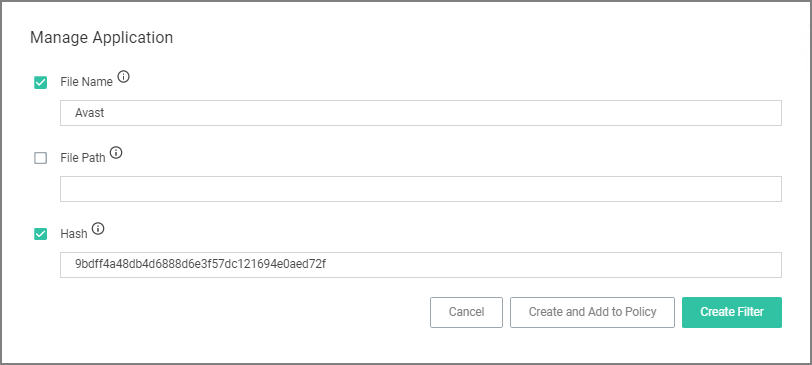 Manage Application
File Name
Avast
File Path
Hash
9bdff4a48db4d6888d6e3f57dc121694e0aed72f
Cancel
Create and Add to Policy
Create Filter